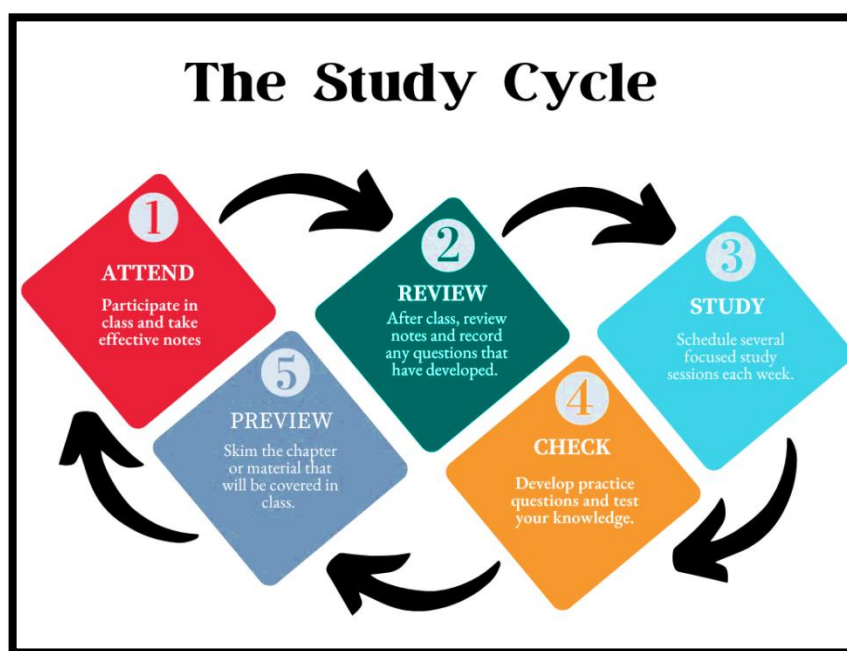 The Study Cycle
1
ATTEND
Participate in
class and take
effective notes
2
REVIEW
After class, review
notes and record
any questions that
have developed.
3
STUDY
Schedule several
focused study
sessions each week.
4
CHECK
Develop practice
questions and test
your knowledge.
5
PREVIEW
Skim the chapter
or material that
will be covered in
class.